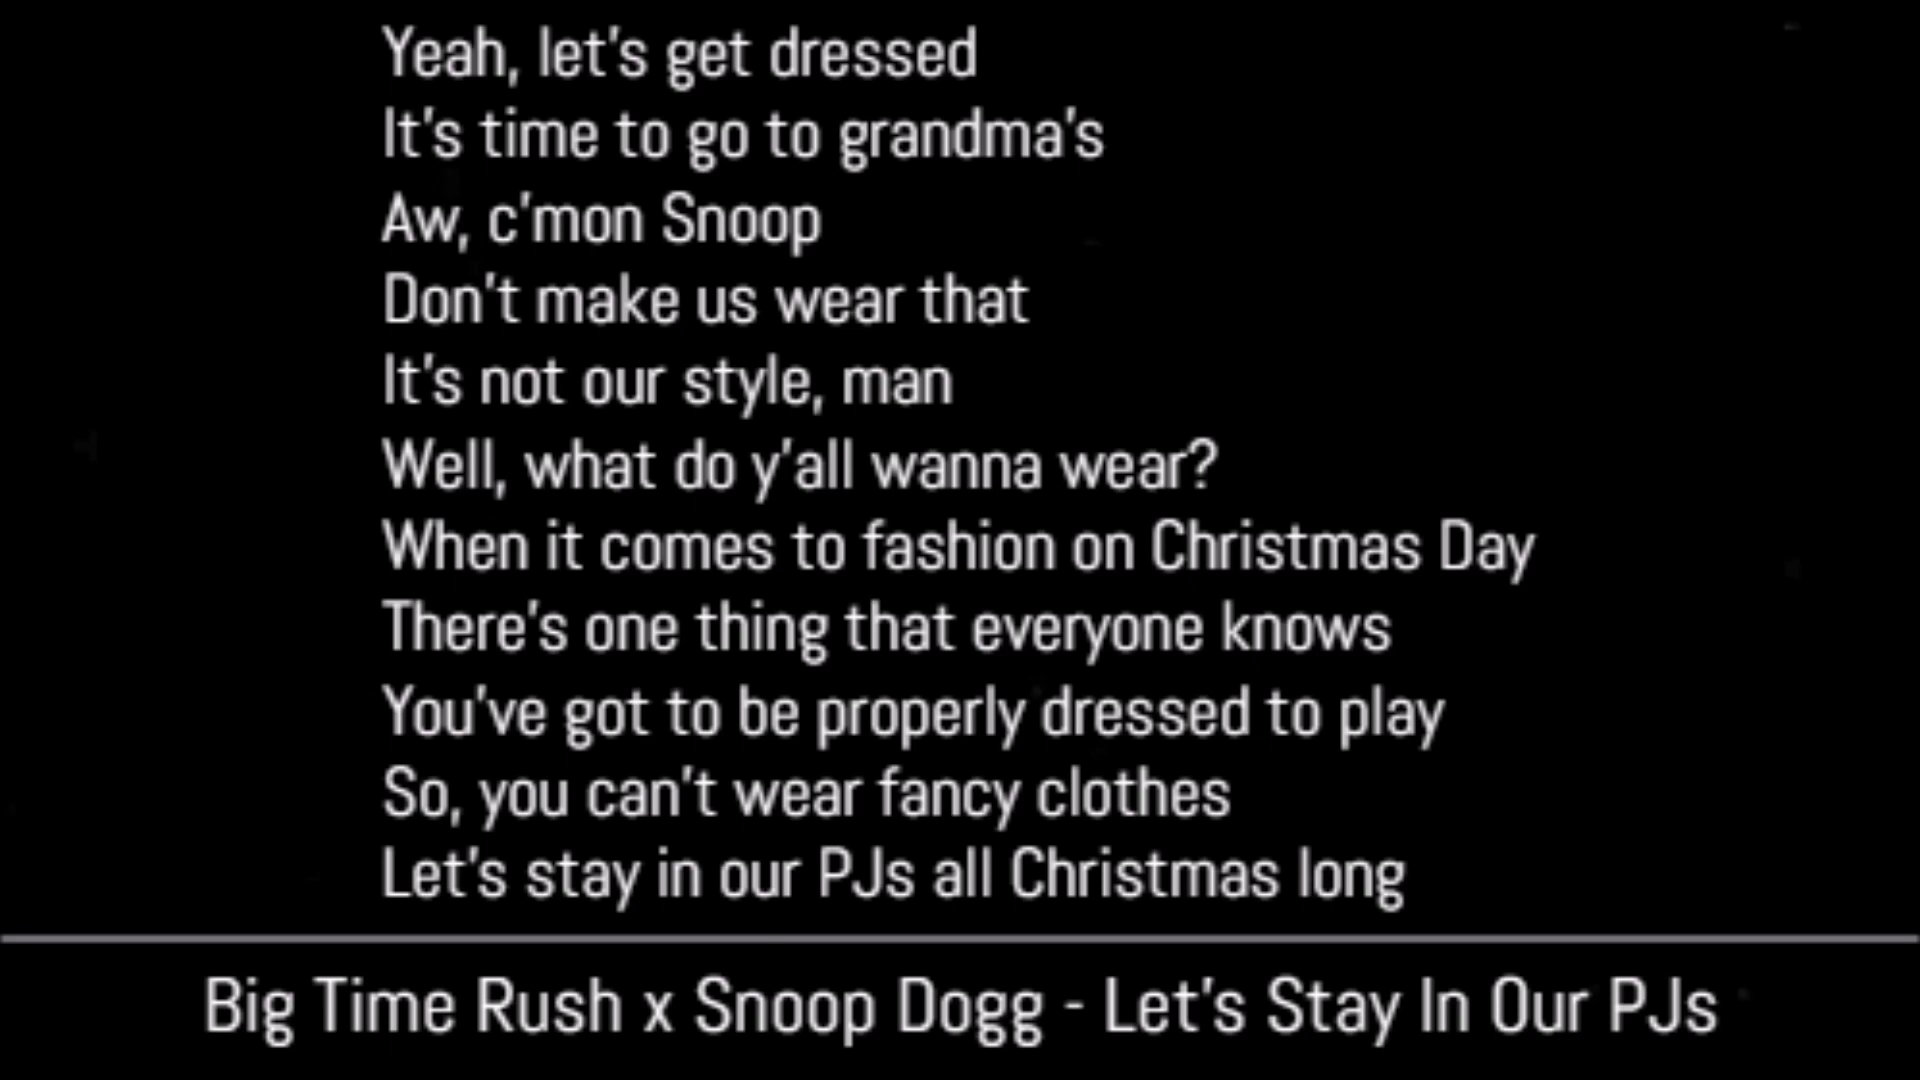 Yeah, let's get dressed
It's time to go to grandma's
Aw, c'mon Snoop
Don't make us wear that
It's not our style, man
Well, what do y'all wanna wear?
When it comes to fashion on Christmas Day
There's one thing that everyone knows
You've got to be properly dressed to play
So, you can't wear fancy clothes
Let's stay in our PJs all Christmas long
Big Time Rush x Snoop Dogg - Let's Stay In Our PJs